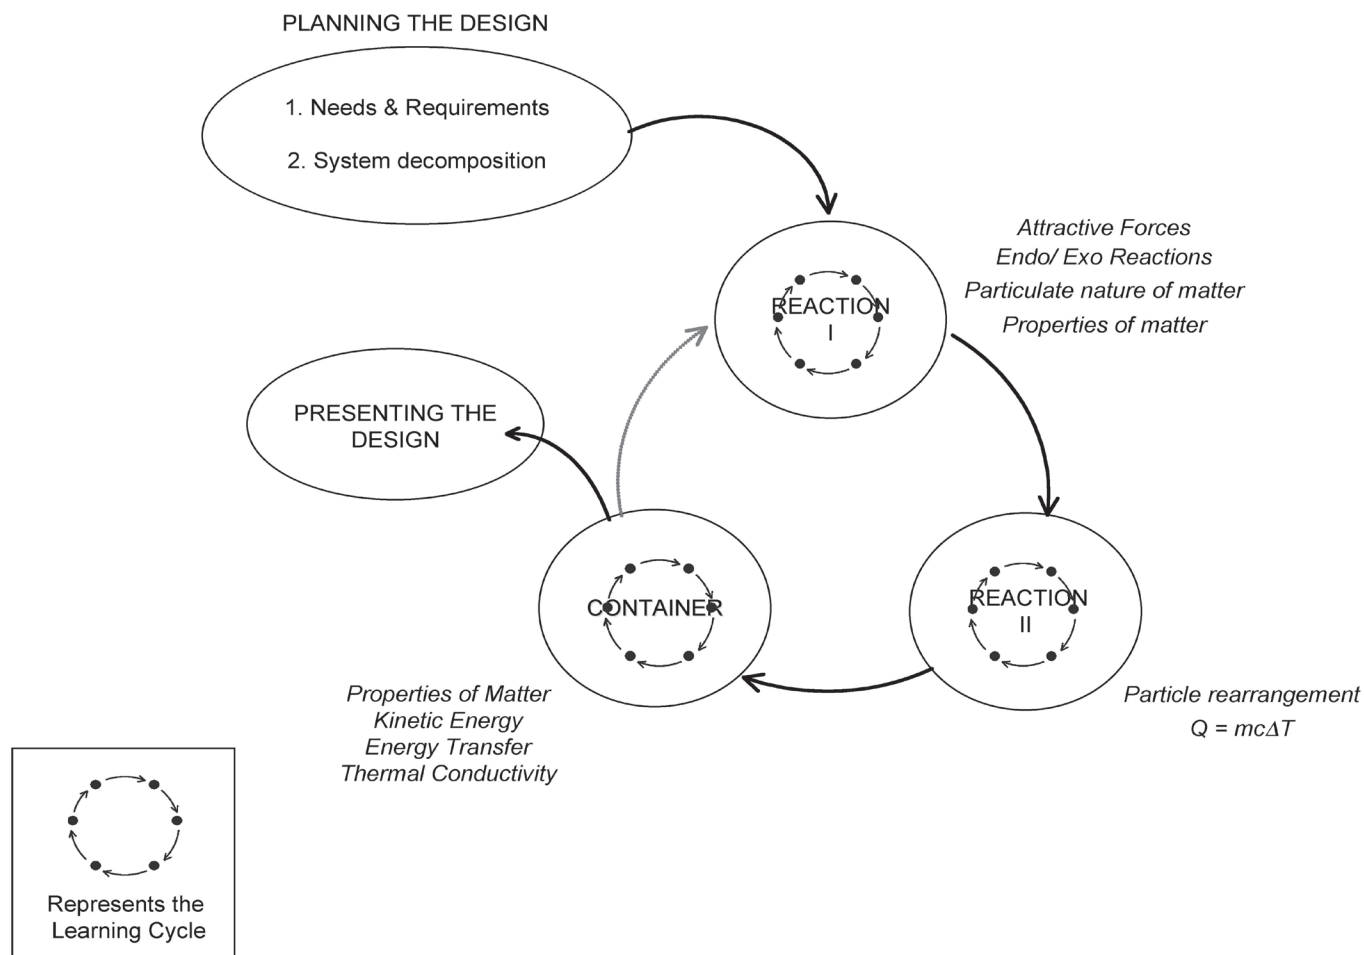 PLANNING THE DESIGN
1. Needs & Requirements
2. System decomposition
REACTION
I
Attractive Forces
Endo/ Exo Reactions
Particulate nature of matter
Properties of matter
PRESENTING THE
DESIGN
CONTAINER
REACTION
II
Properties of Matter
Kinetic Energy
Energy Transfer
Thermal Conductivity
Particle rearrangement
Q = mcΔT
Represents the
Learning Cycle